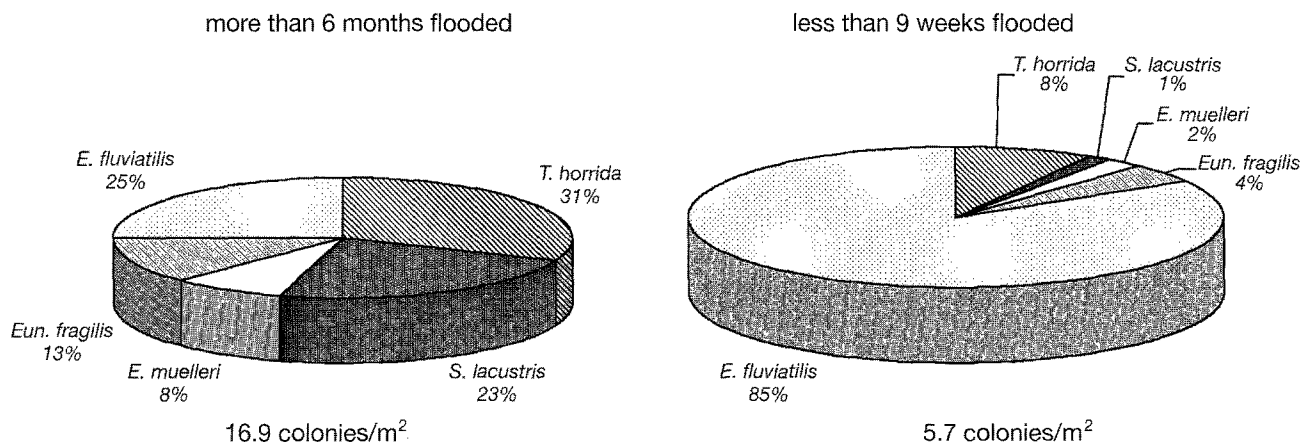 more than 6 months flooded
E. fluviatilis
25%
T. horrida
31%
Eun. fragilis
13%
E. muelleri
8%
S. lacustris
23%
16.9 colonies/m²
less than 9 weeks flooded
T. horrida
8%
S. lacustris
1%
E. muelleri
2%
Eun. fragilis
4%
E. fluviatilis
85%
5.7 colonies/m²